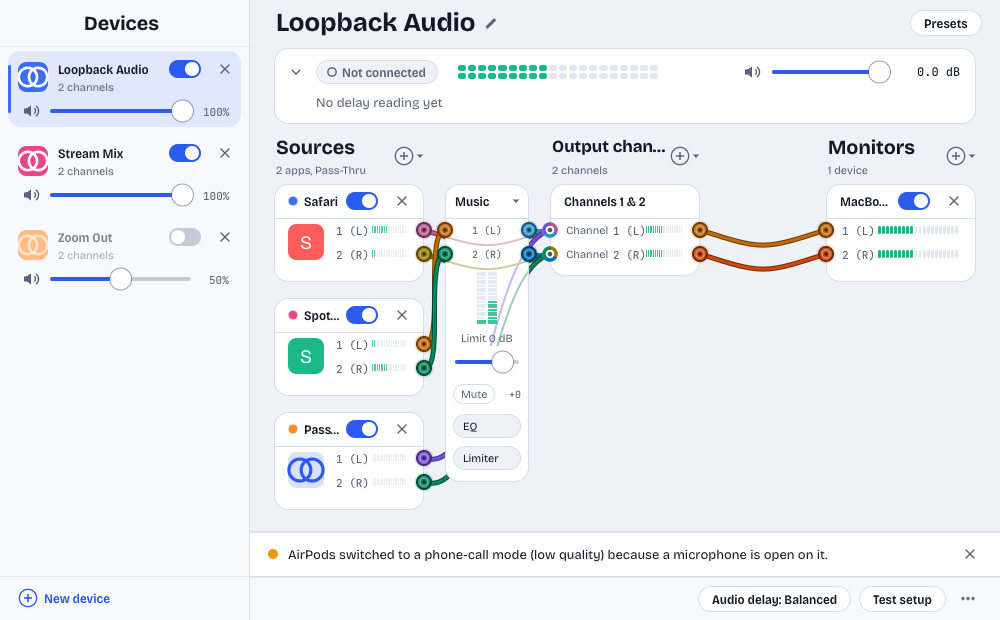 Devices
Loopback Audio
2 channels
100%
Stream Mix
2 channels
100%
Zoom Out
2 channels
50%
New device
Loopback Audio
Presets
Not connected
0.0 dB
No delay reading yet
Sources
2 apps, Pass-Thru
Output chan...
2 channels
Monitors
1 device
Safari
S
1 (L)
2 (R)
Spot...
S
1 (L)
2 (R)
Pass...
1 (L)
2 (R)
Music
1 (L)
2 (R)
Limit 0 dB
Mute
+0
EQ
Limiter
Channels 1 & 2
Channel 1 (L)
Channel 2 (R)
MacBo...
1 (L)
2 (R)
AirPods switched to a phone-call mode (low quality) because a microphone is open on it.
Audio delay: Balanced
Test setup